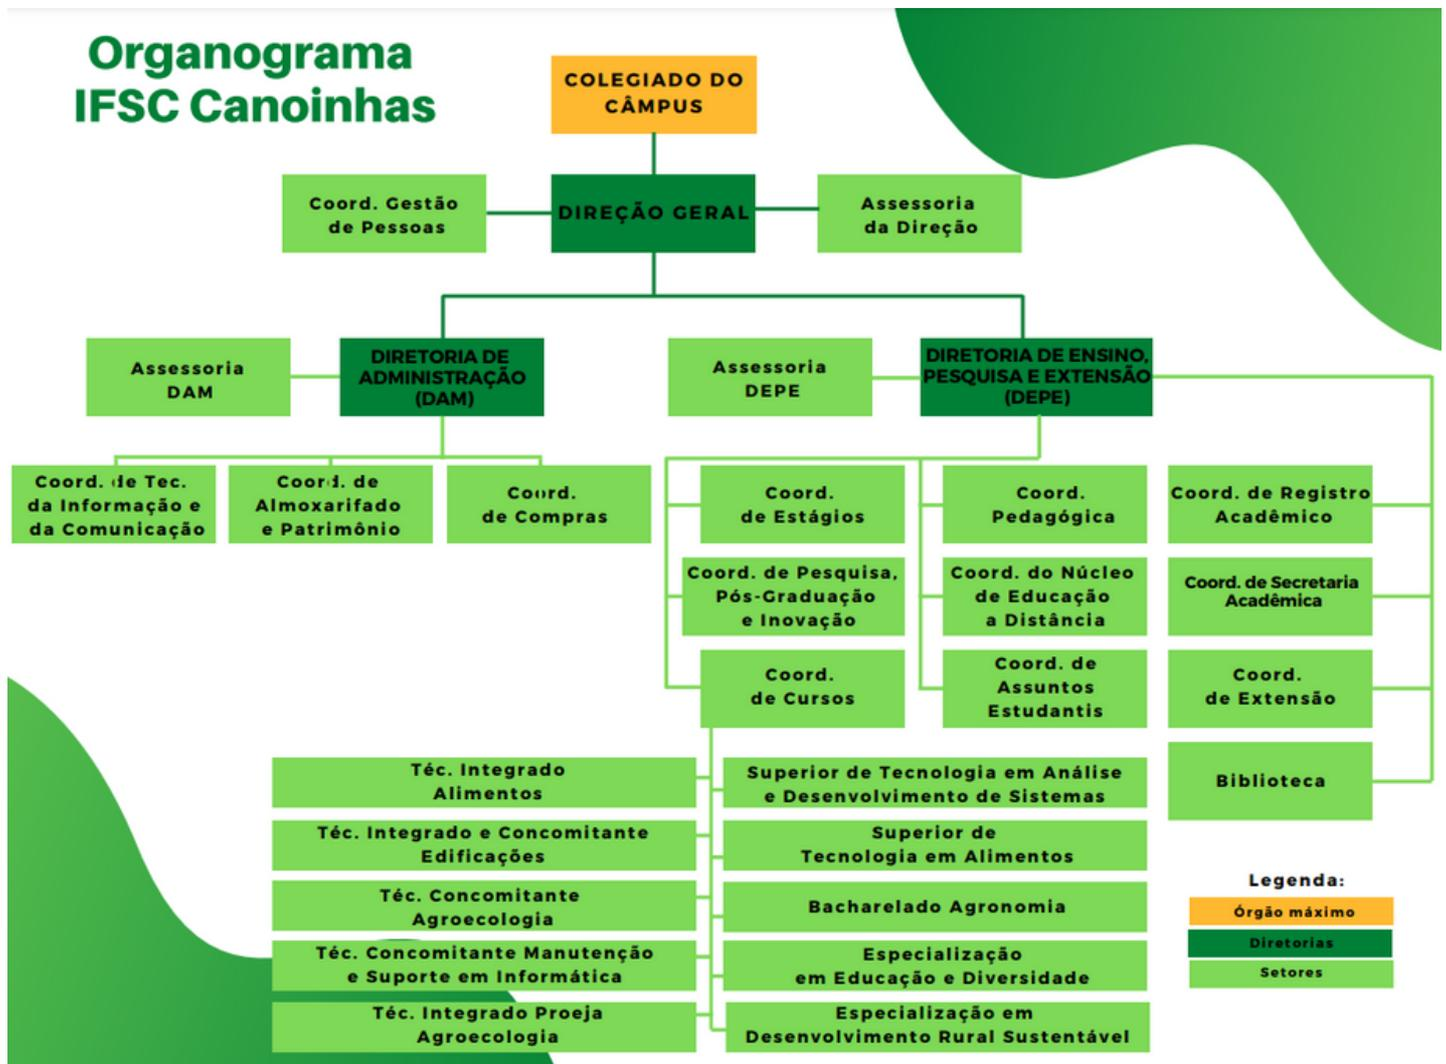 Organograma
IFSC Canoinhas
COLEGIADO DO
CÂMPUS
Coord. Gestão
de Pessoas
DIREÇÃO GERAL
Assessoria
da Direção
Assessoria
DAM
DIRETORIA DE
ADMINISTRAÇÃO
(DAM)
Assessoria
DEPE
DIRETORIA DE ENSINO,
PESQUISA E EXTENSÃO
(DEPE)
Coord. de Tec.
da Informação e
da Comunicação
Coord. de
Almoxarifado
e Patrimônio
Coord.
de Compras
Coord.
de Estágios
Coord.
Pedagógica
Coord. de Registro
Acadêmico
Coord. de Pesquisa,
Pós-Graduação
e Inovação
Coord. do Núcleo
de Educação
a Distância
Coord. de Secretaria
Acadêmica
Coord.
de Cursos
Coord. de
Assuntos
Estudantis
Coord.
de Extensão
Biblioteca
Téc. Integrado
Alimentos
Superior de Tecnologia em Análise
e Desenvolvimento de Sistemas
Téc. Integrado e Concomitante
Edificações
Superior de
Tecnologia em Alimentos
Téc. Concomitante
Agroecologia
Bacharelado Agronomia
Téc. Concomitante Manutenção
e Suporte em Informática
Especialização
em Educação e Diversidade
Téc. Integrado Proeja
Agroecologia
Especialização em
Desenvolvimento Rural Sustentável
Legenda:
Órgão máximo
Diretorias
Setores